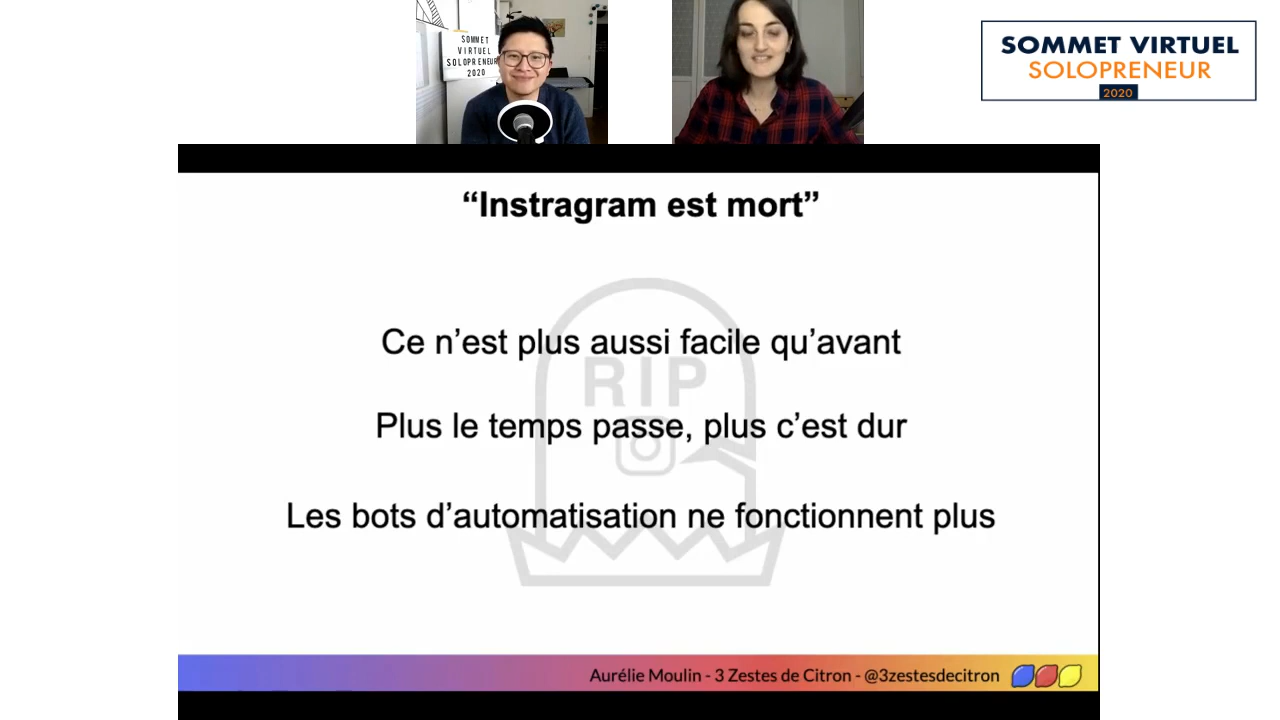 SOMMET
VIRTUEL
SOLOPRENEUR
2020
SOMMET VIRTUEL
SOLOPRENEUR
2020
“Instragram est mort”
Ce n’est plus aussi facile qu’avant
RIP
Plus le temps passe, plus c’est dur
Les bots d’automatisation ne fonctionnent plus
Aurélie Moulin - 3 Zestes de Citron - @3zestesdecitron